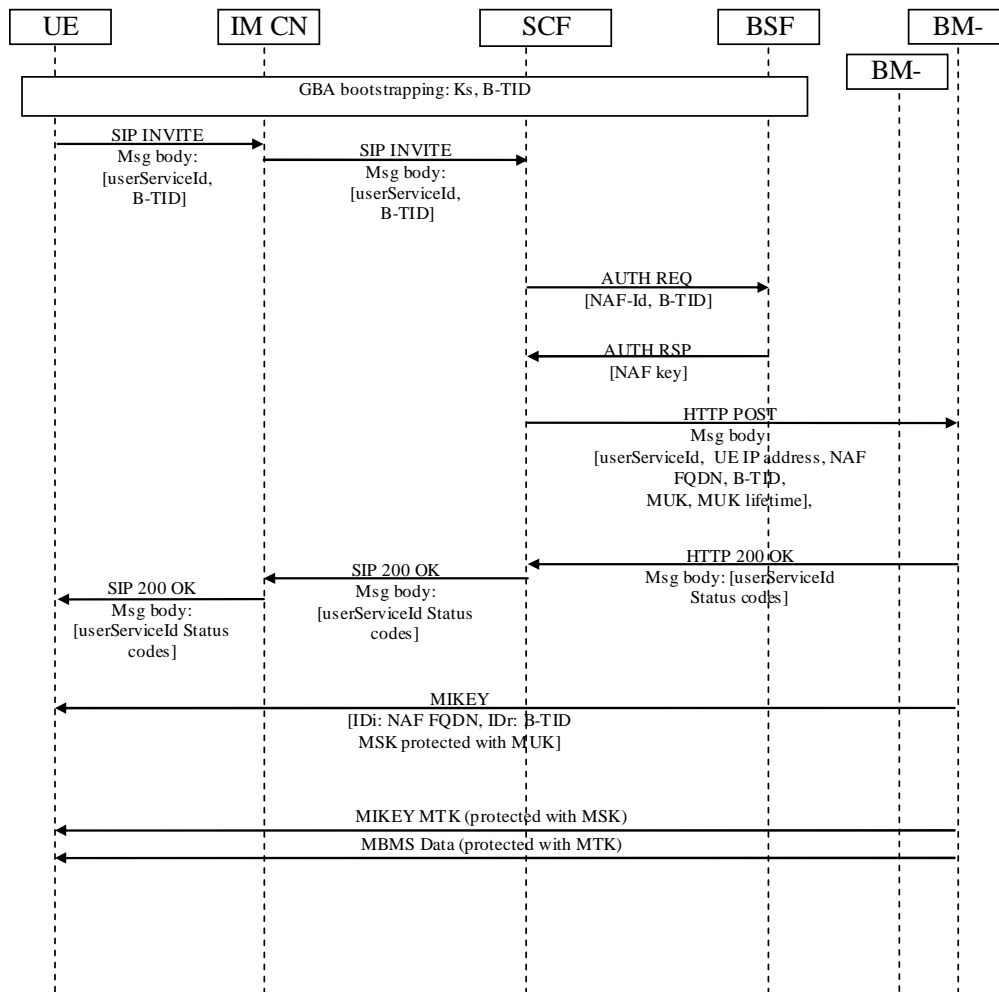 UE
IM CN
SCF
BSF
BM-
BM-
GBA bootstrapping: Ks, B-TID
SIP INVITE
Msg body:
[userServiceId,
B-TID]
SIP INVITE
Msg body:
[userServiceId,
B-TID]
AUTH REQ
[NAF-Id, B-TID]
AUTH RSP
[NAF key]
HTTP POST
Msg body
[userServiceId, UE IP address, NAF
FQDN, B-TID,
MUK, MUK lifetime],
HTTP 200 OK
Msg body: [userServiceId
Status codes]
SIP 200 OK
Msg body:
[userServiceId Status
codes]
SIP 200 OK
Msg body:
[userServiceId Status
codes]
MIKEY
[IDi: NAF FQDN, IDr: B-TID
MSK protected with MUK]
MIKEY MTK (protected with MSK)
MBMS Data (protected with MTK)